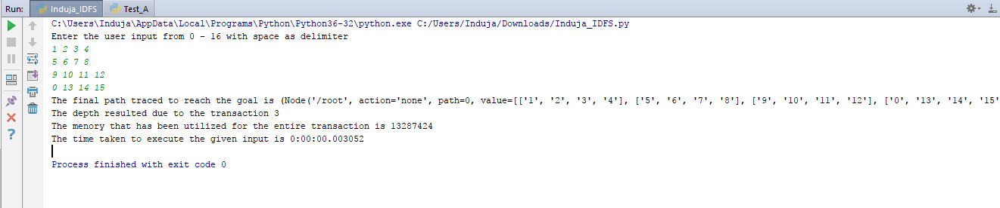 Run: Induja_IDFS Test_A
C:\Users\Induja\AppData\Local\Programs\Python\Python36-32\python.exe C:/Users/Induja/Downloads/Induja_IDFS.py
Enter the user input from 0 - 16 with space as delimiter
1 2 3 4
5 6 7 8
9 10 11 12
0 13 14 15
The final path traced to reach the goal is (Node('/root', action='none', path=0, value=[['1', '2', '3', '4'], ['5', '6', '7', '8'], ['9', '10', '11', '12'], ['0', '13', '14', '15'
The depth resulted due to the transaction 3
The menory that has been utilized for the entire transaction is 13287424
The time taken to execute the given input is 0:00:00.003052
Process finished with exit code 0